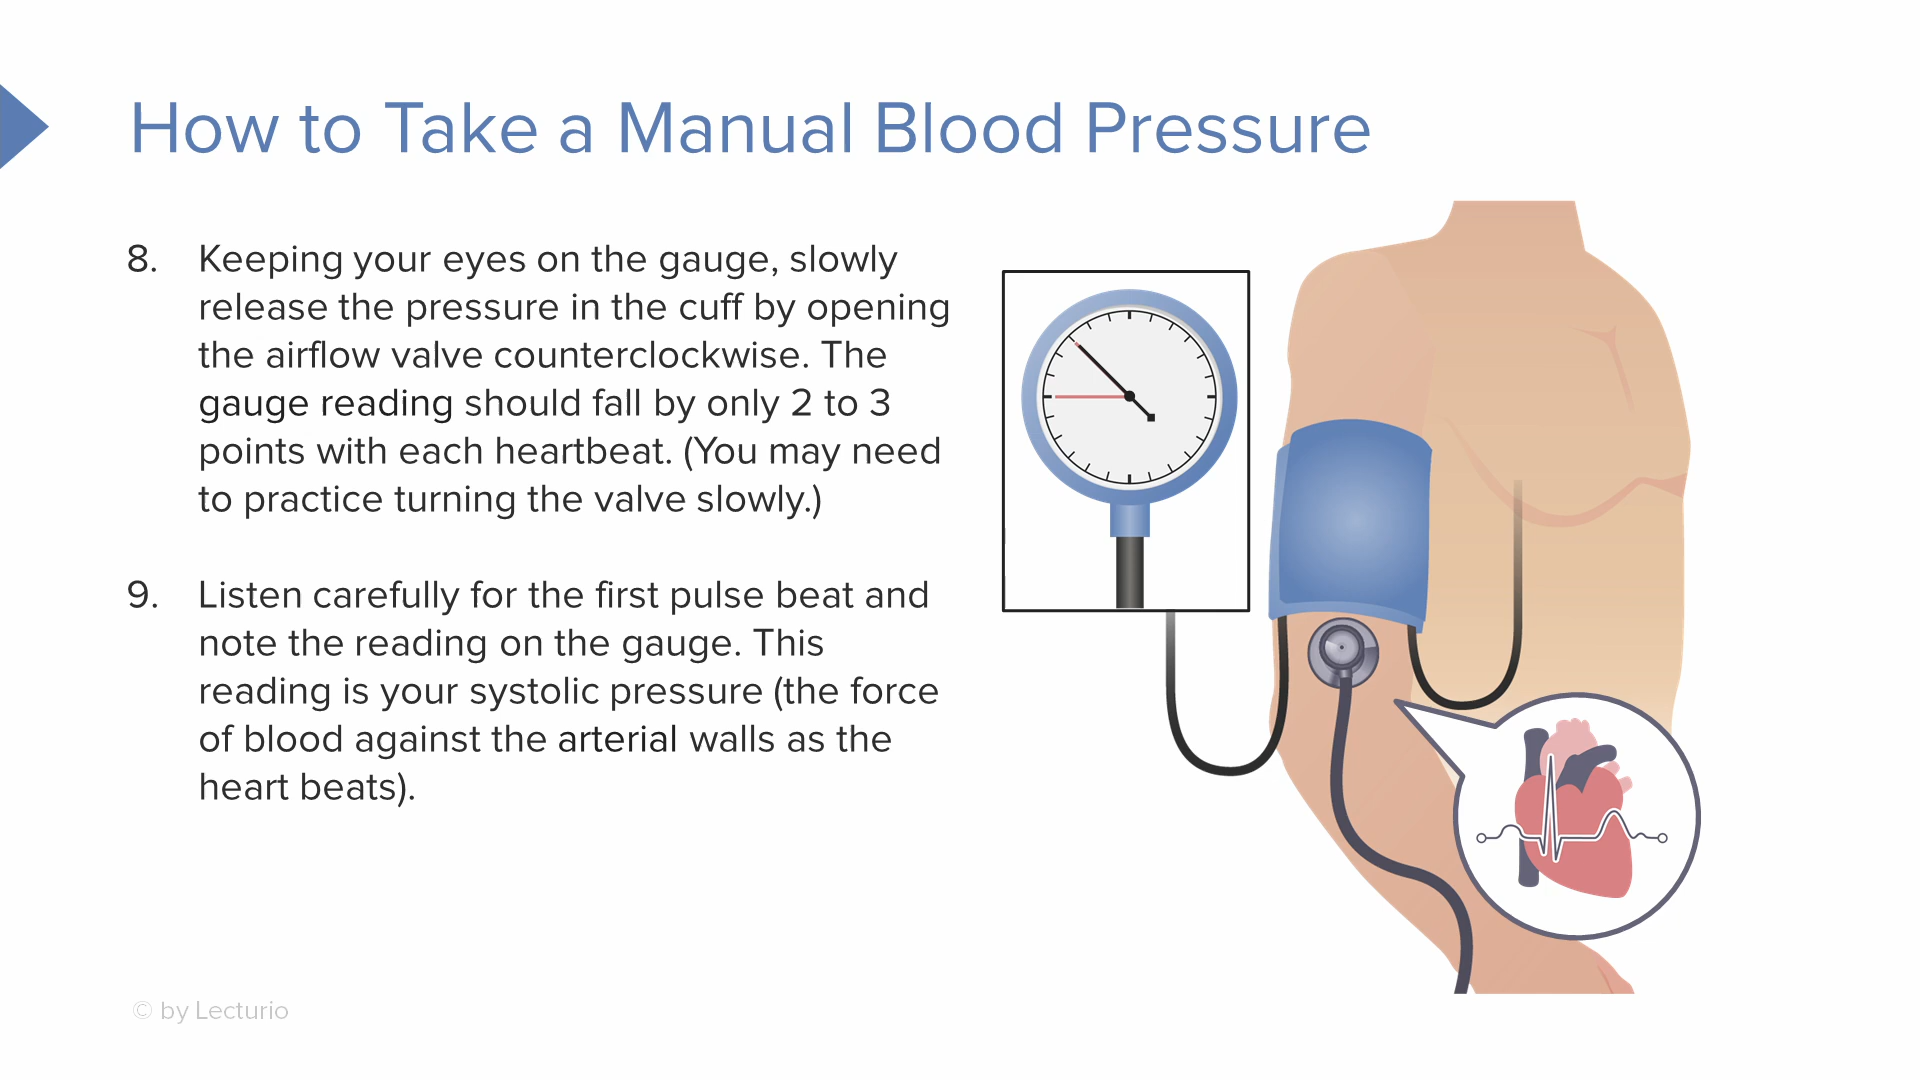 How to Take a Manual Blood Pressure
8. Keeping your eyes on the gauge, slowly
release the pressure in the cuff by opening
the airflow valve counterclockwise. The
gauge reading should fall by only 2 to 3
points with each heartbeat. (You may need
to practice turning the valve slowly.)
9. Listen carefully for the first pulse beat and
note the reading on the gauge. This
reading is your systolic pressure (the force
of blood against the arterial walls as the
heart beats).
© by Lecturio